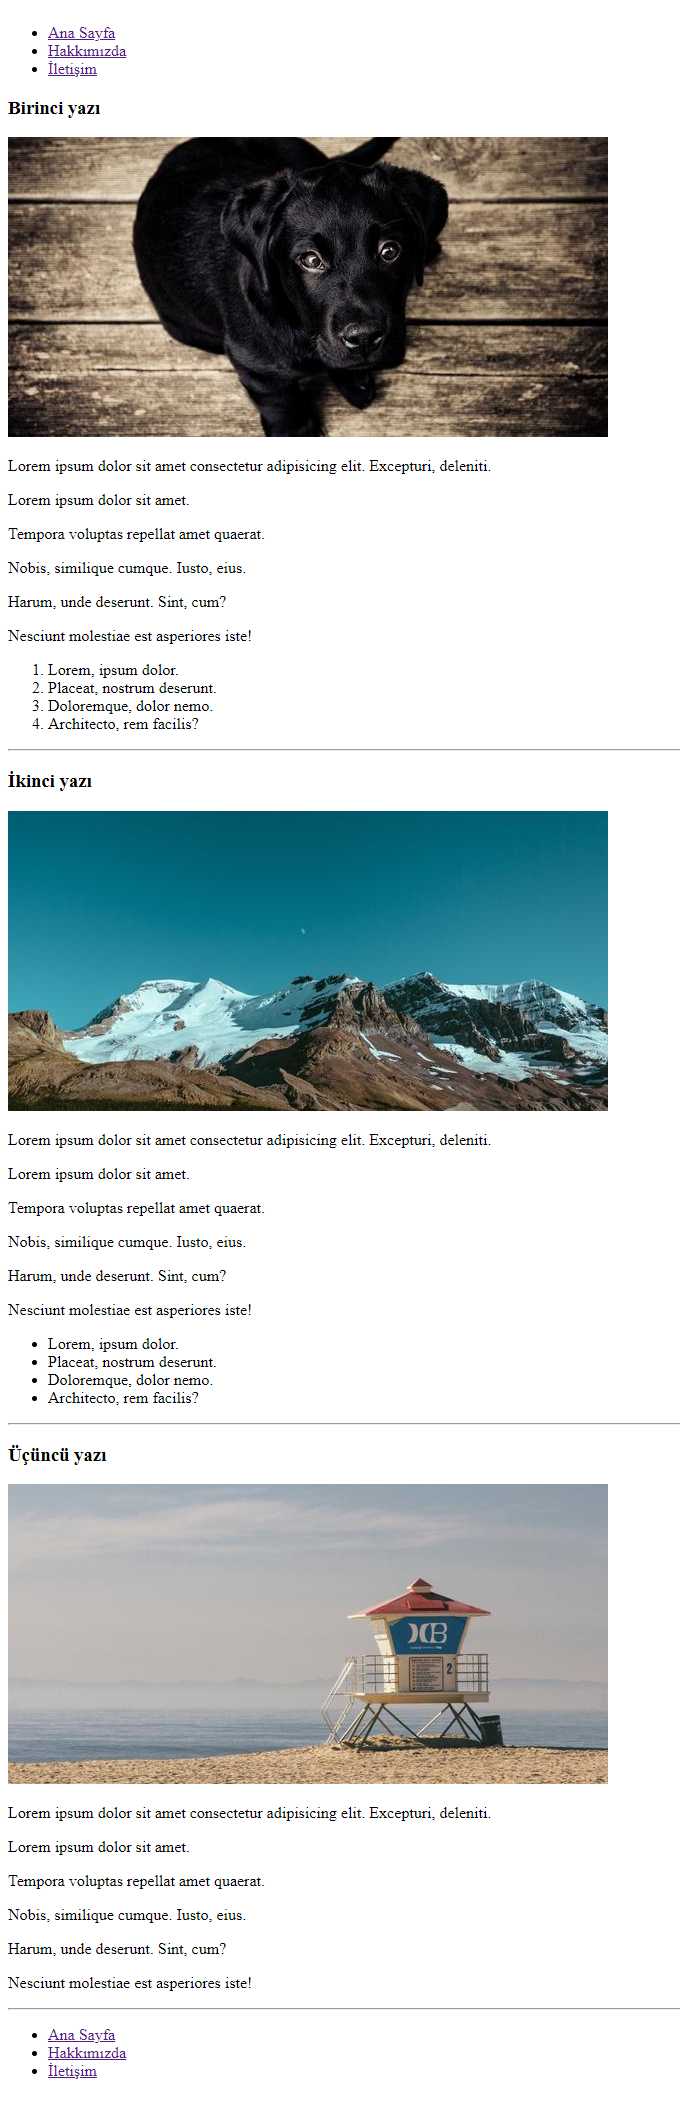 Ana Sayfa
Hakkımızda
İletişim
Birinci yazı
Lorem ipsum dolor sit amet consectetur adipisicing elit. Excepturi, deleniti.
Lorem ipsum dolor sit amet.
Tempora voluptas repellat amet quaerat.
Nobis, similique cumque. Iusto, eius.
Harum, unde deserunt. Sint, cum?
Nesciunt molestiae est asperiores iste!
1. Lorem, ipsum dolor.
2. Placeat, nostrum deserunt.
3. Doloremque, dolor nemo.
4. Architecto, rem facilis?
İkinci yazı
Lorem ipsum dolor sit amet consectetur adipisicing elit. Excepturi, deleniti.
Lorem ipsum dolor sit amet.
Tempora voluptas repellat amet quaerat.
Nobis, similique cumque. Iusto, eius.
Harum, unde deserunt. Sint, cum?
Nesciunt molestiae est asperiores iste!
Lorem, ipsum dolor.
Placeat, nostrum deserunt.
Doloremque, dolor nemo.
Architecto, rem facilis?
Üçüncü yazı
2
Lorem ipsum dolor sit amet consectetur adipisicing elit. Excepturi, deleniti.
Lorem ipsum dolor sit amet.
Tempora voluptas repellat amet quaerat.
Nobis, similique cumque. Iusto, eius.
Harum, unde deserunt. Sint, cum?
Nesciunt molestiae est asperiores iste!
Ana Sayfa
Hakkımızda
İletişim